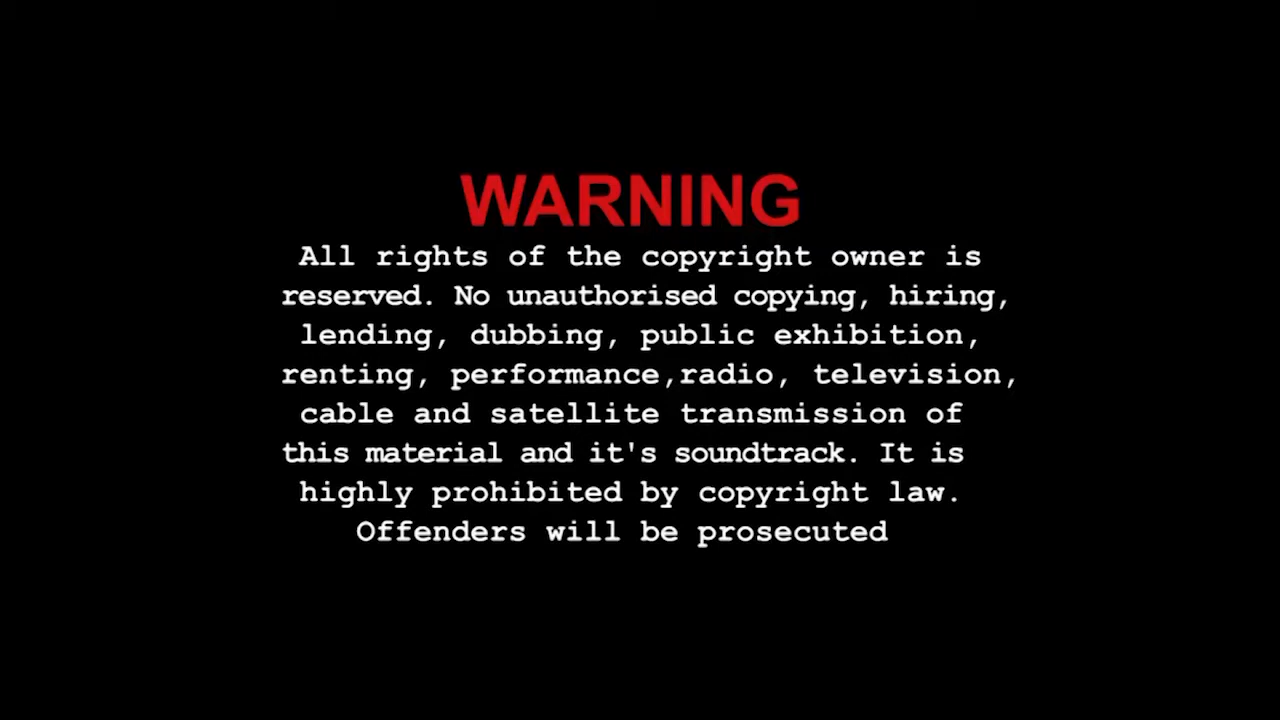 WARNING
All rights of the copyright owner is
reserved. No unauthorised copying, hiring,
lending, dubbing, public exhibition,
renting, performance,radio, television,
cable and satellite transmission of
this material and it's soundtrack. It is
highly prohibited by copyright law.
Offenders will be prosecuted